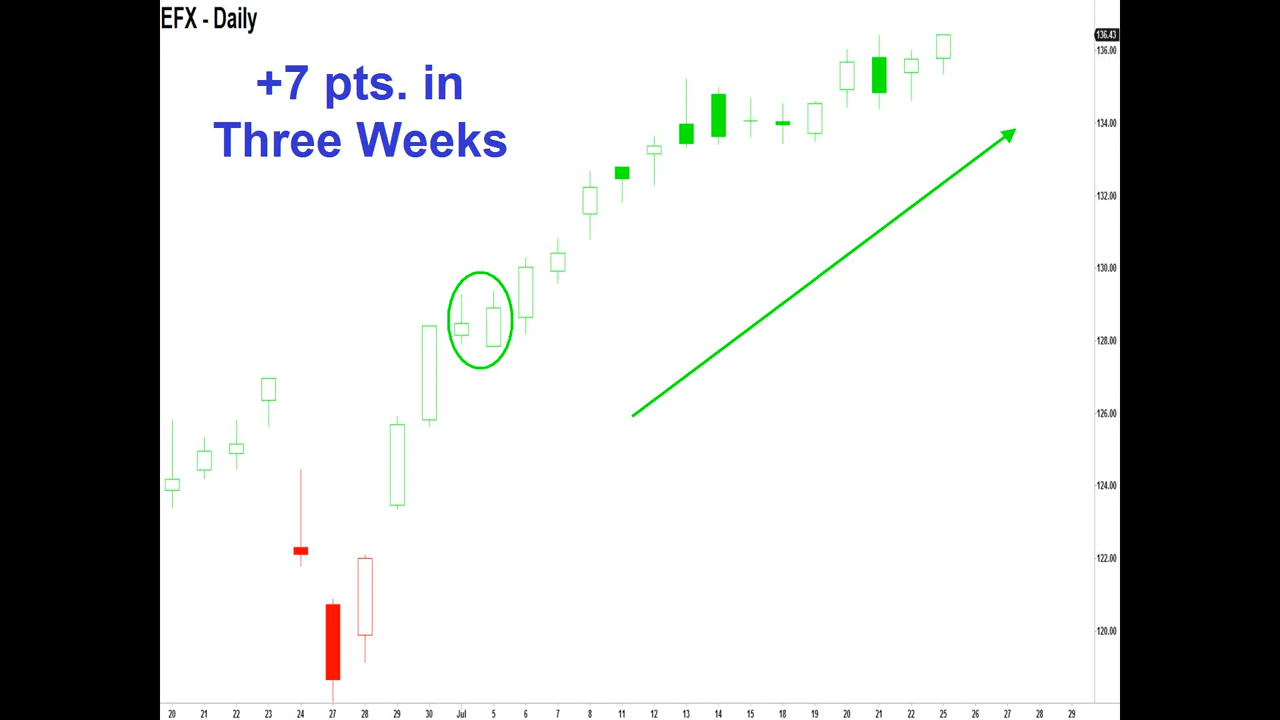 EFX - Daily
+7 pts. in
Three Weeks
136.43
136.00
134.00
132.00
130.00
128.00
126.00
124.00
122.00
120.00
20 21 22 23 24 27 28 29 30 Jul 5 6 7 8 11 12 13 14 15 18 19 20 21 22 25 26 27 28 29